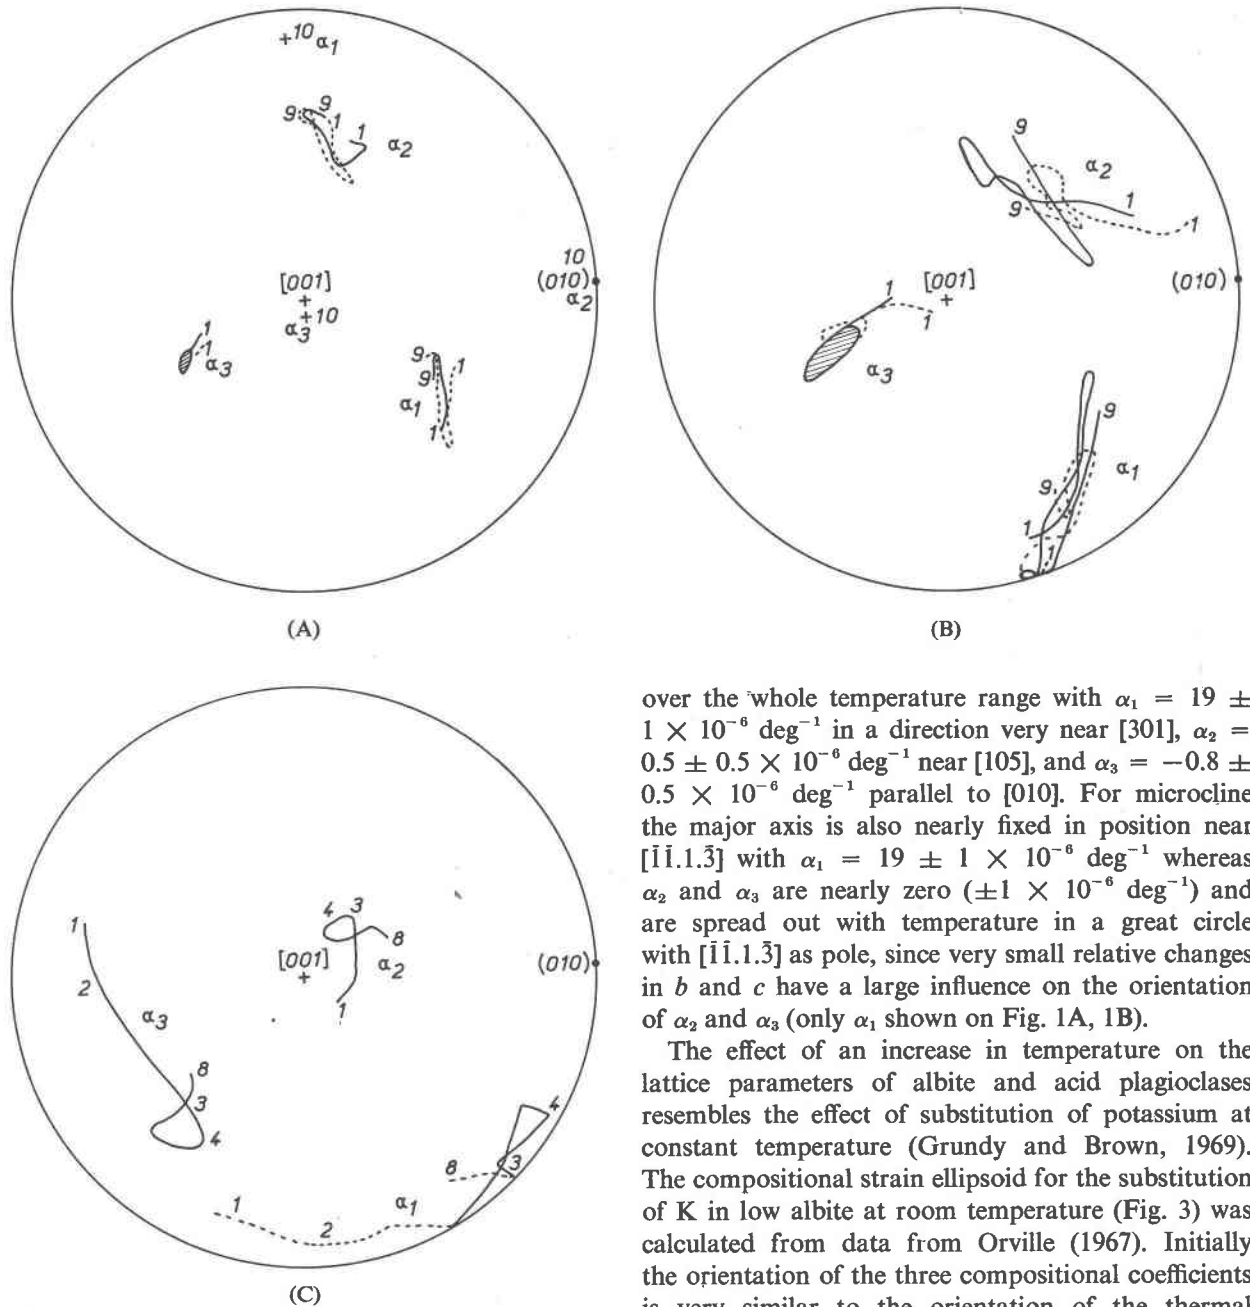 +10 α1
9 9
1 1
α2
10
[001]
(010)
+
α2
+10
α3
1
1
α3
9
9
1
α1
1
(A)
9
α2
9
1
1
[001]
(010)
+
1
1
α3
9
α1
9
1
1
(B)
4 3
1
8
[001]
(010)
+
α2
2
1
α3
8
3
4
4
8
3
1
α1
2
(C)
over the whole temperature range with α₁ = 19 ±
1 × 10⁻⁶ deg⁻¹ in a direction very near [301], α₂ =
0.5 ± 0.5 × 10⁻⁶ deg⁻¹ near [105], and α₃ = −0.8 ±
0.5 × 10⁻⁶ deg⁻¹ parallel to [010]. For microcline
the major axis is also nearly fixed in position near
[1̄1̄.1.3̄] with α₁ = 19 ± 1 × 10⁻⁶ deg⁻¹ whereas
α₂ and α₃ are nearly zero (±1 × 10⁻⁶ deg⁻¹) and
are spread out with temperature in a great circle
with [1̄1̄.1.3̄] as pole, since very small relative changes
in b and c have a large influence on the orientation
of α₂ and α₃ (only α₁ shown on Fig. 1A, 1B).
The effect of an increase in temperature on the
lattice parameters of albite and acid plagioclases
resembles the effect of substitution of potassium at
constant temperature (Grundy and Brown, 1969).
The compositional strain ellipsoid for the substitution
of K in low albite at room temperature (Fig. 3) was
calculated from data from Orville (1967). Initially
the orientation of the three compositional coefficients
is very similar to the orientation of the thermal